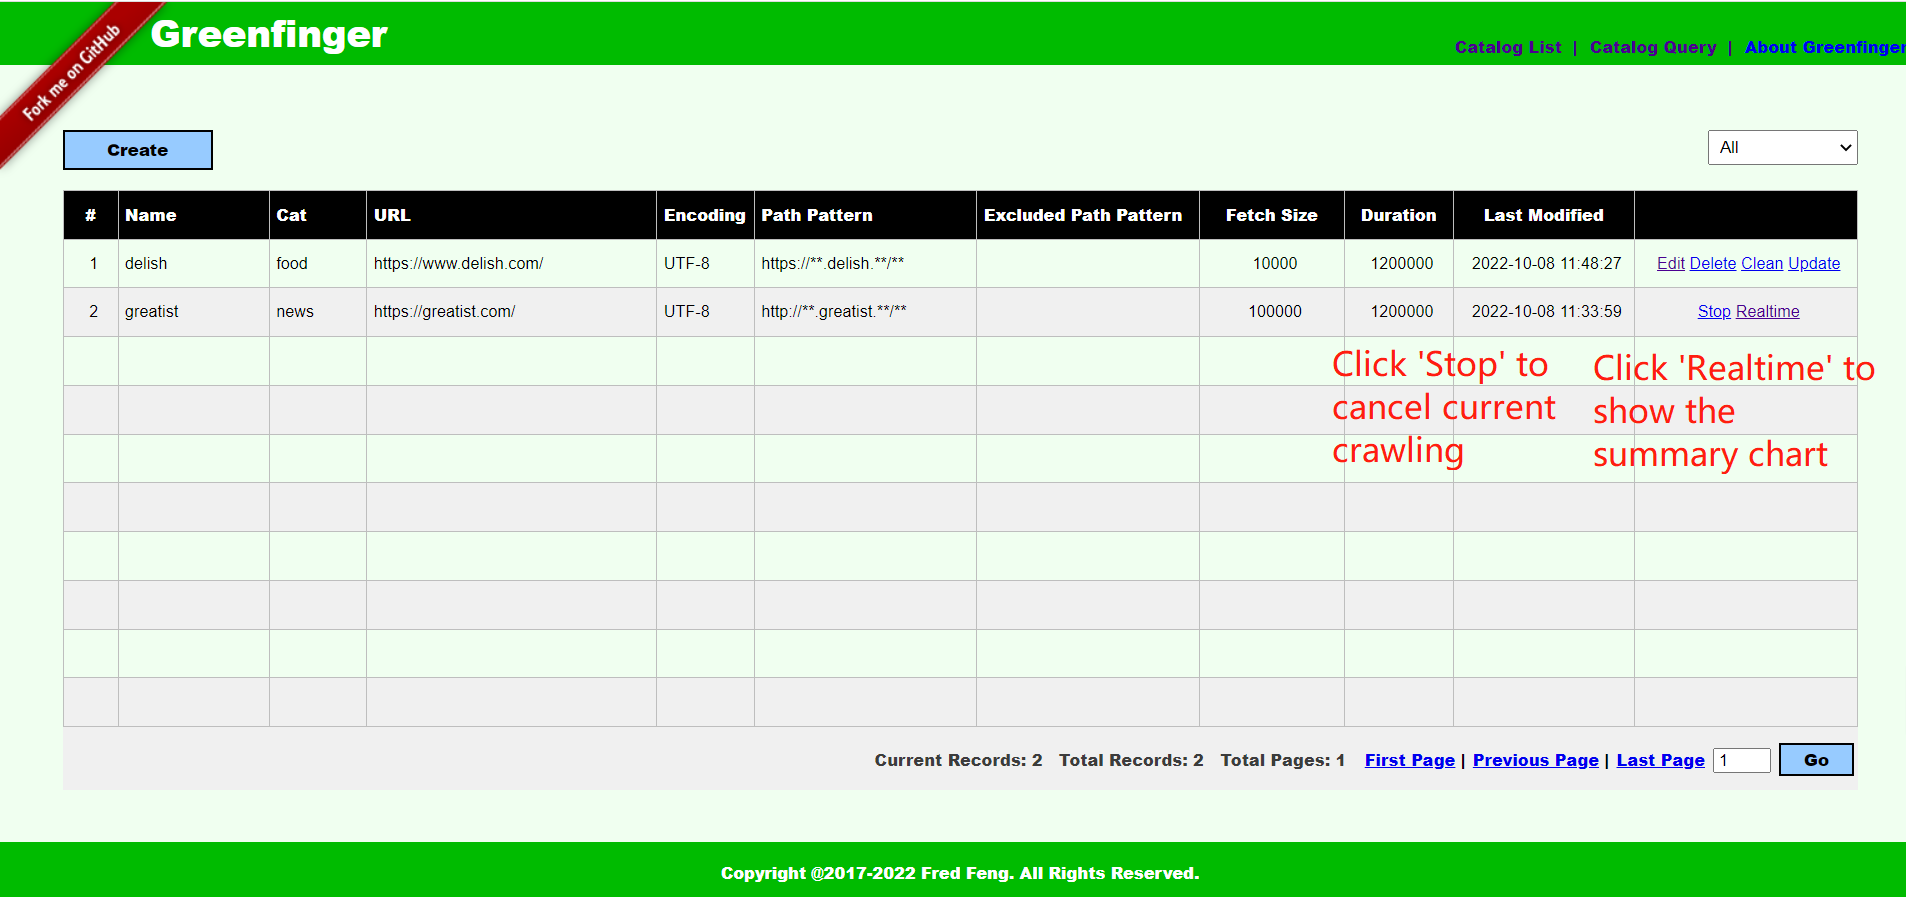 Fork me on GitHub
Greenfinger
Catalog List | Catalog Query | About Greenfinger
Create
All
# Name Cat URL Encoding Path Pattern Excluded Path Pattern Fetch Size Duration Last Modified
1 delish food https://www.delish.com/ UTF-8 https://**.delish.**/** 10000 1200000 2022-10-08 11:48:27 Edit Delete Clean Update
2 greatist news https://greatist.com/ UTF-8 http://**.greatist.**/** 100000 1200000 2022-10-08 11:33:59 Stop Realtime
Click 'Stop' to
cancel current
crawling
Click 'Realtime' to
show the
summary chart
Current Records: 2 Total Records: 2 Total Pages: 1 First Page | Previous Page | Last Page 1 Go
Copyright @2017-2022 Fred Feng. All Rights Reserved.